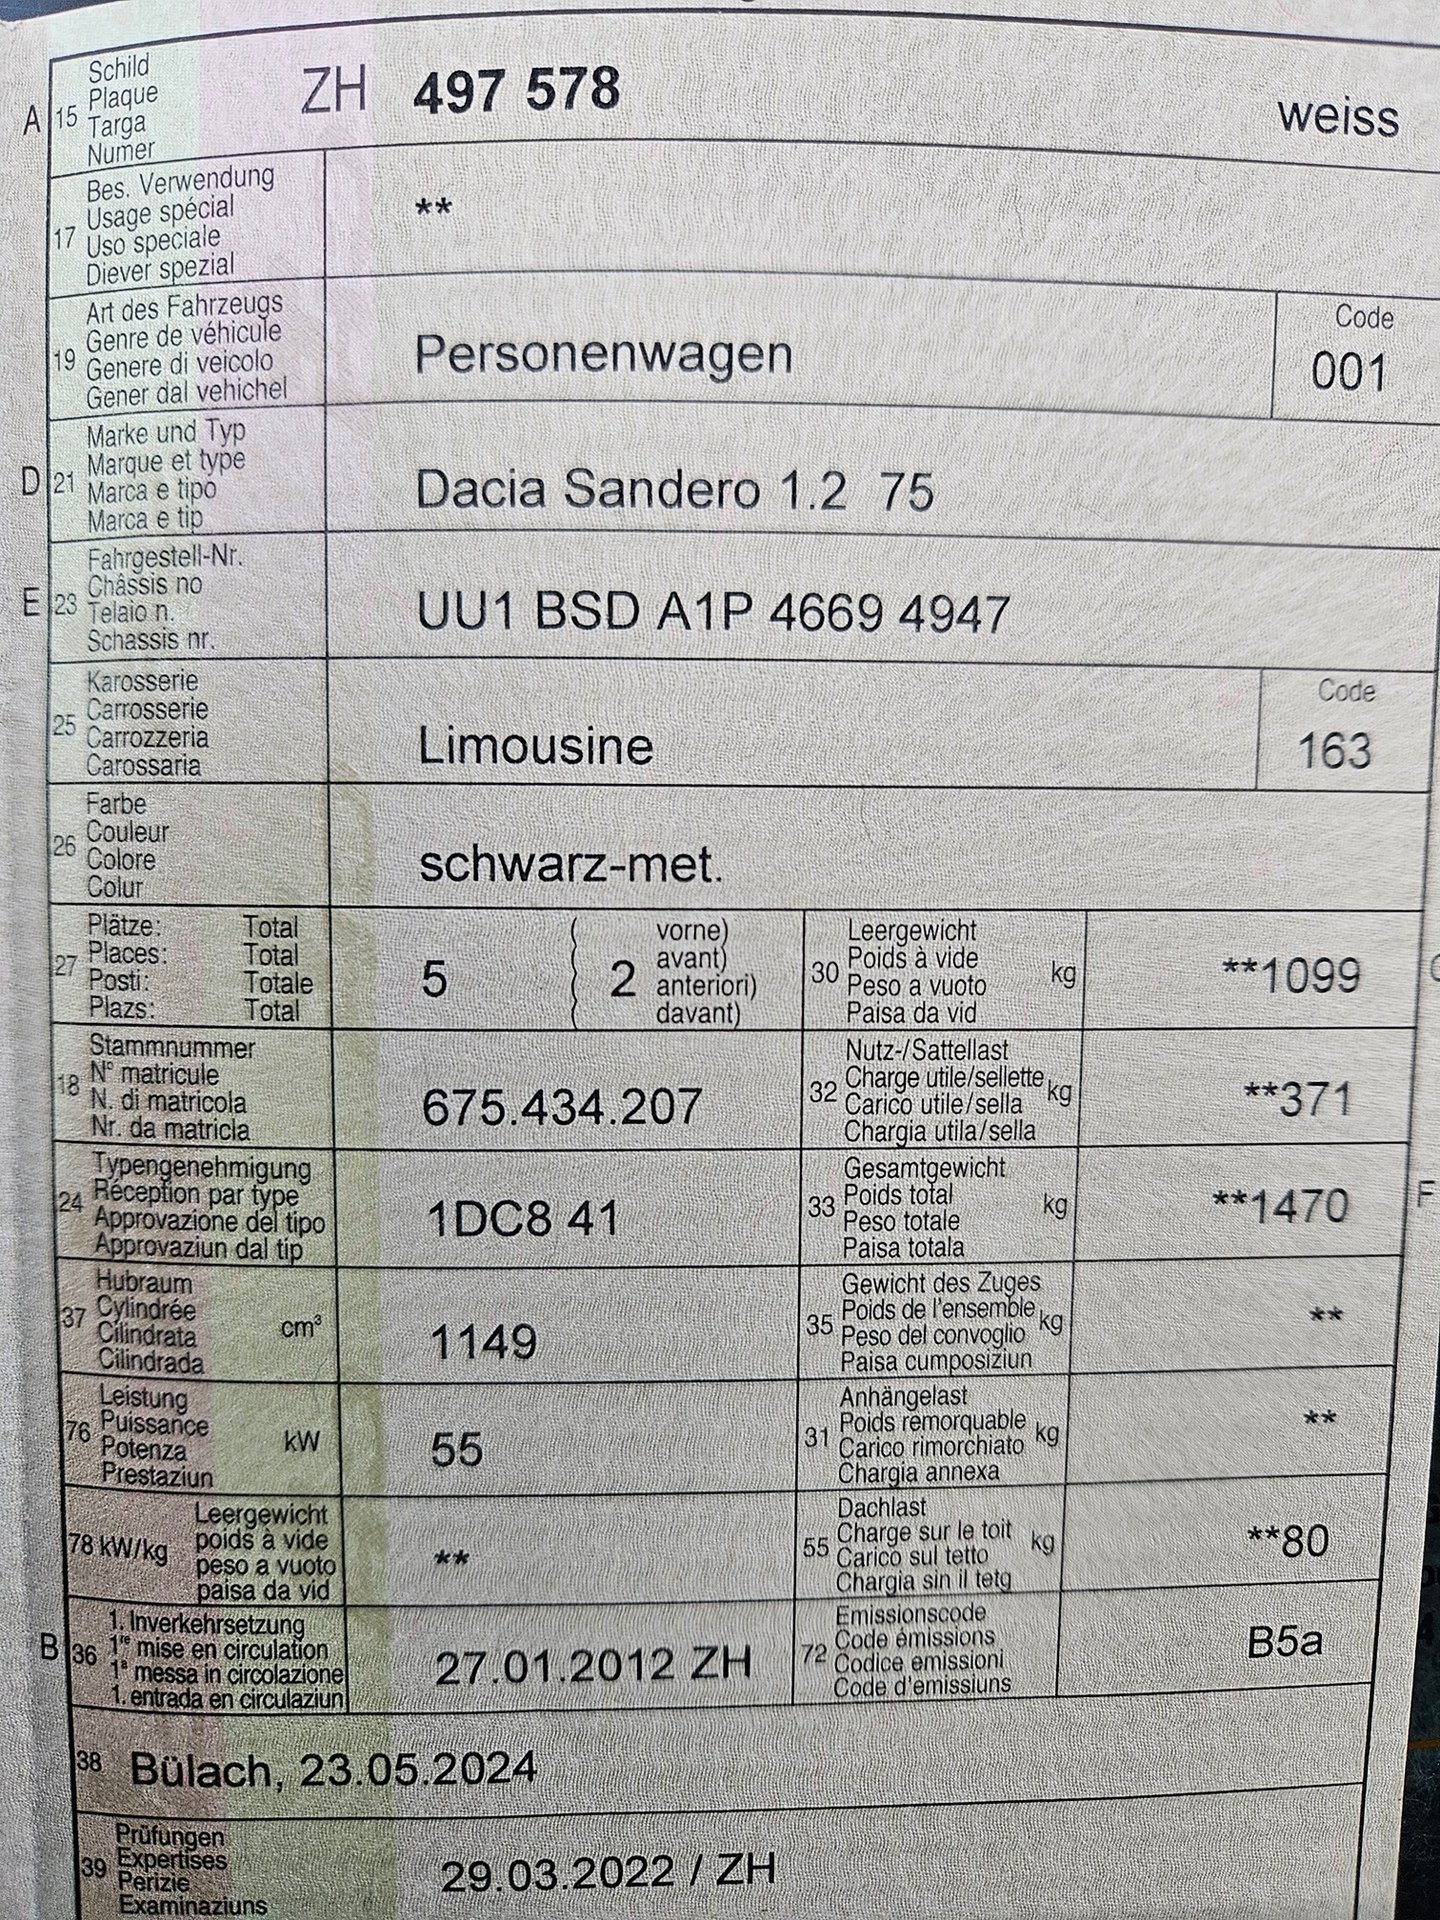 A 15 Schild
Plaque
Targa
Numer
ZH 497 578 weiss
17 Bes. Verwendung
Usage spécial
Uso speciale
Diever spezial
**
19 Art des Fahrzeugs
Genre de véhicule
Genere di veicolo
Gener dal vehichel
Personenwagen
Code
001
D 21 Marke und Typ
Marque et type
Marca e tipo
Marca e tip
Dacia Sandero 1.2 75
E 23 Fahrgestell-Nr.
Châssis no
Telaio n.
Schassis nr.
UU1 BSD A1P 4669 4947
25 Karosserie
Carrosserie
Carrozzeria
Carossaria
Limousine
Code
163
26 Farbe
Couleur
Colore
Colur
schwarz-met.
27 Plätze: Total
Places: Total
Posti: Totale
Plazs: Total
5 ( 2 vorne)
avant)
anteriori)
davant)
30 Leergewicht
Poids à vide
Peso a vuoto
Paisa da vid
kg **1099
18 Stammnummer
N° matricule
N. di matricola
Nr. da matricla
675.434.207
32 Nutz-/Sattellast
Charge utile/sellette
Carico utile/sella
Chargia utila/sella
kg **371
24 Typengenehmigung
Réception par type
Approvazione del tipo
Approvaziun dal tip
1DC8 41
33 Gesamtgewicht
Poids total
Peso totale
Paisa totala
kg **1470
F
37 Hubraum
Cylindrée
Cilindrata
Cilindrada
cm³ 1149
35 Gewicht des Zuges
Poids de l'ensemble
Peso del convoglio
Paisa cumposiziun
kg **
76 Leistung
Puissance
Potenza
Prestaziun
kW 55
31 Anhängelast
Poids remorquable
Carico rimorchiato
Chargia annexa
kg **
78 kW/kg Leergewicht
poids à vide
peso a vuoto
paisa da vid
**
55 Dachlast
Charge sur le toit
Carico sul tetto
Chargia sin il tetg
kg **80
B 36 1. Inverkehrsetzung
1re mise en circulation
1a messa in circolazione
1. entrada en circulaziun
27.01.2012 ZH
72 Emissionscode
Code émissions
Codice emissioni
Code d'emissiuns
B5a
38 Bülach, 23.05.2024
39 Prüfungen
Expertises
Perizie
Examinaziuns
29.03.2022 / ZH